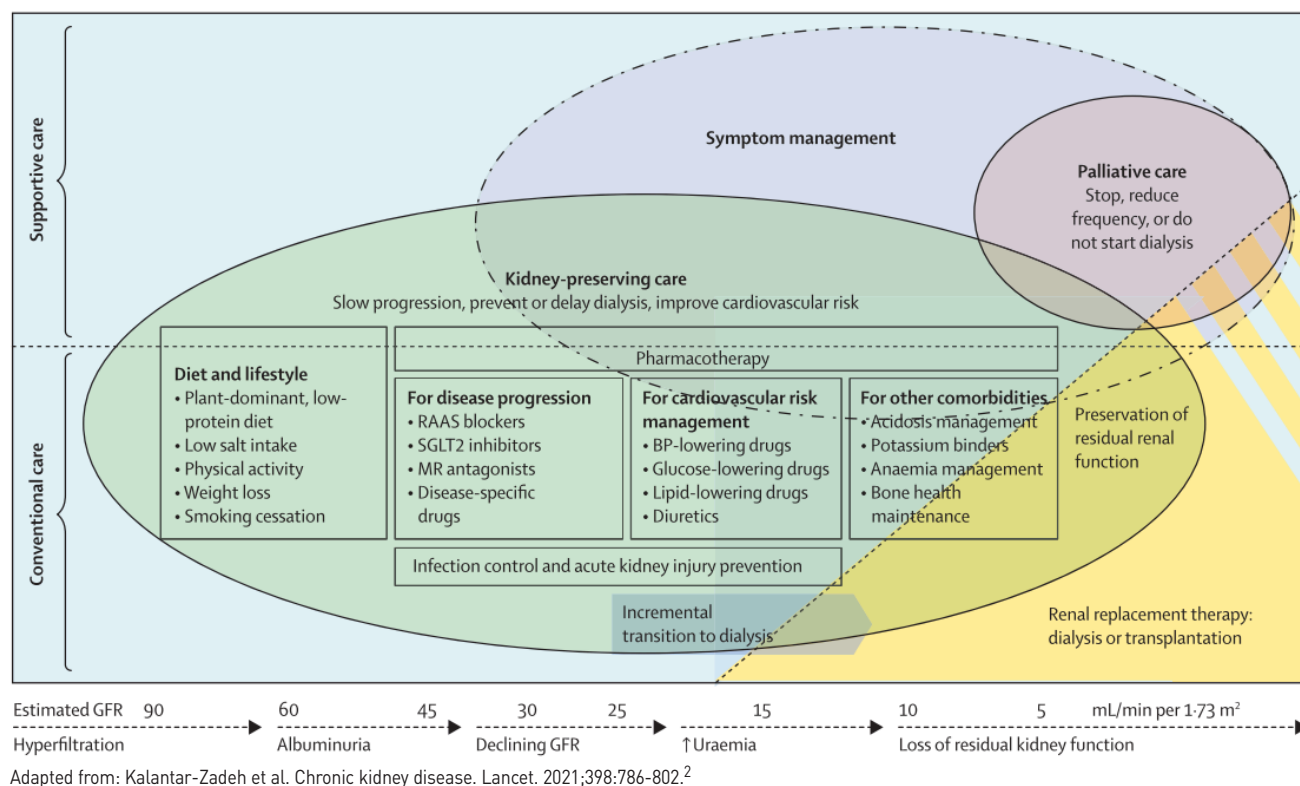 Supportive care
Conventional care
Symptom management
Palliative care
Stop, reduce
frequency, or do
not start dialysis
Kidney-preserving care
Slow progression, prevent or delay dialysis, improve cardiovascular risk
Pharmacotherapy
Diet and lifestyle
• Plant-dominant, low-
protein diet
• Low salt intake
• Physical activity
• Weight loss
• Smoking cessation
For disease progression
• RAAS blockers
• SGLT2 inhibitors
• MR antagonists
• Disease-specific
drugs
For cardiovascular risk
management
• BP-lowering drugs
• Glucose-lowering drugs
• Lipid-lowering drugs
• Diuretics
For other comorbidities
• Acidosis management
• Potassium binders
• Anaemia management
• Bone health
maintenance
Preservation of
residual renal
function
Infection control and acute kidney injury prevention
Incremental
transition to dialysis
Renal replacement therapy:
dialysis or transplantation
Estimated GFR 90 60 45 30 25 15 10 5 mL/min per 1·73 m²
Hyperfiltration Albuminuria Declining GFR ↑Uraemia Loss of residual kidney function
Adapted from: Kalantar-Zadeh et al. Chronic kidney disease. Lancet. 2021;398:786-802.²